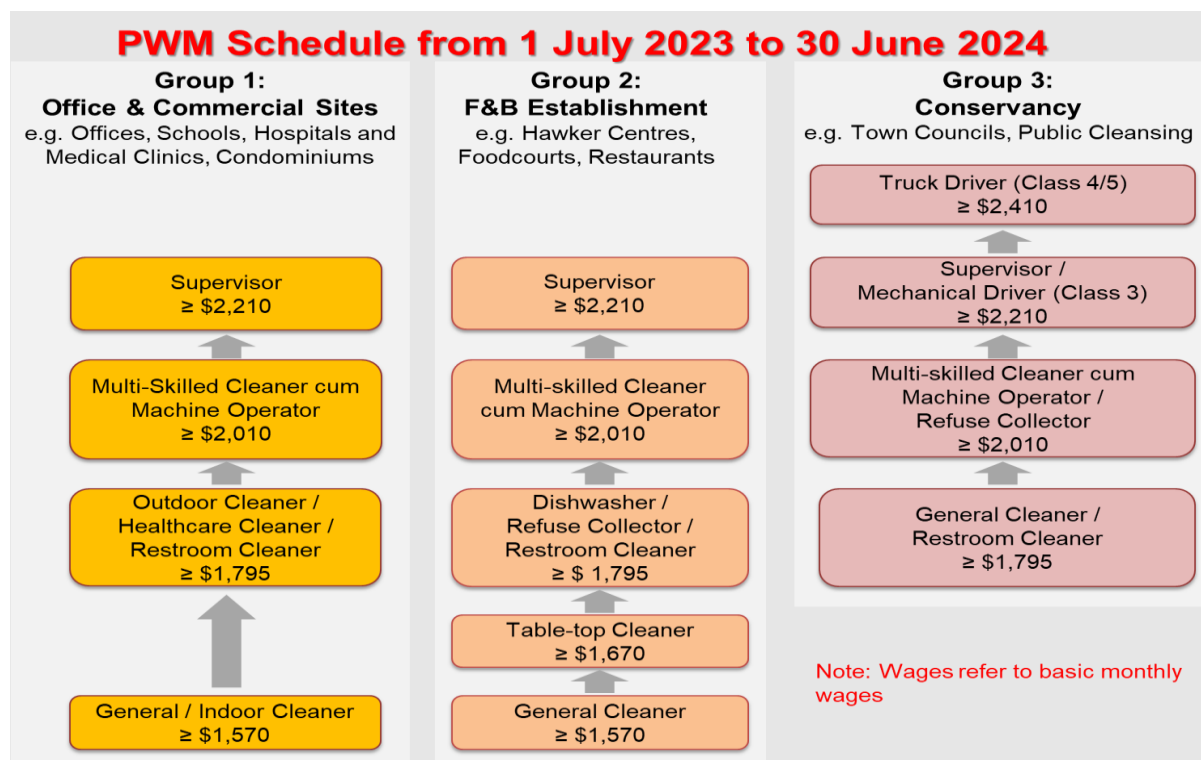 PWM Schedule from 1 July 2023 to 30 June 2024
Group 1:
Office & Commercial Sites
e.g. Offices, Schools, Hospitals and
Medical Clinics, Condominiums
Supervisor
≥ $2,210
Multi-Skilled Cleaner cum
Machine Operator
≥ $2,010
Outdoor Cleaner /
Healthcare Cleaner /
Restroom Cleaner
≥ $1,795
General / Indoor Cleaner
≥ $1,570
Group 2:
F&B Establishment
e.g. Hawker Centres,
Foodcourts, Restaurants
Supervisor
≥ $2,210
Multi-skilled Cleaner
cum Machine Operator
≥ $2,010
Dishwasher /
Refuse Collector /
Restroom Cleaner
≥ $ 1,795
Table-top Cleaner
≥ $1,670
General Cleaner
≥ $1,570
Group 3:
Conservancy
e.g. Town Councils, Public Cleansing
Truck Driver (Class 4/5)
≥ $2,410
Supervisor /
Mechanical Driver (Class 3)
≥ $2,210
Multi-skilled Cleaner cum
Machine Operator /
Refuse Collector
≥ $2,010
General Cleaner /
Restroom Cleaner
≥ $1,795
Note: Wages refer to basic monthly
wages